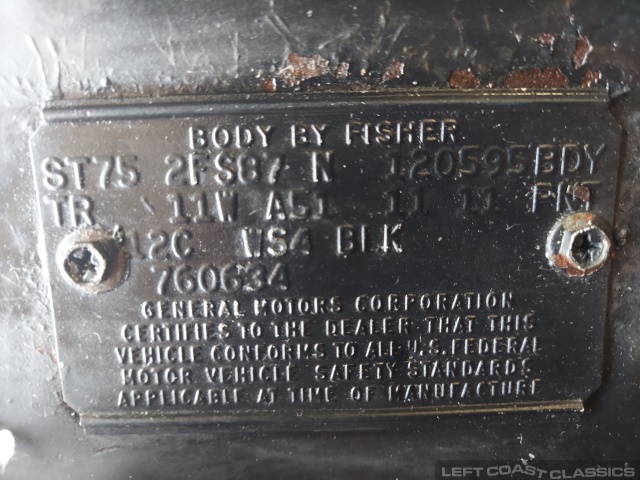 BODY BY FISHER
ST75 2FS87 N 120595BDY
TR 11W A51 11 11 PNT
12C WS4 BLK
760634
GENERAL MOTORS CORPORATION
CERTIFIES TO THE DEALER THAT THIS
VEHICLE CONFORMS TO ALL U.S. FEDERAL
MOTOR VEHICLE SAFETY STANDARDS
APPLICABLE AT TIME OF MANUFACTURE
LEFT COAST CLASSICS